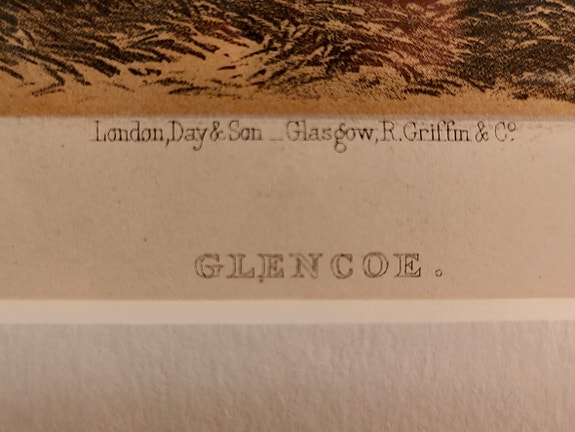 London, Day & Son _ Glasgow, R. Griffin & Cº.
GLENCOE.